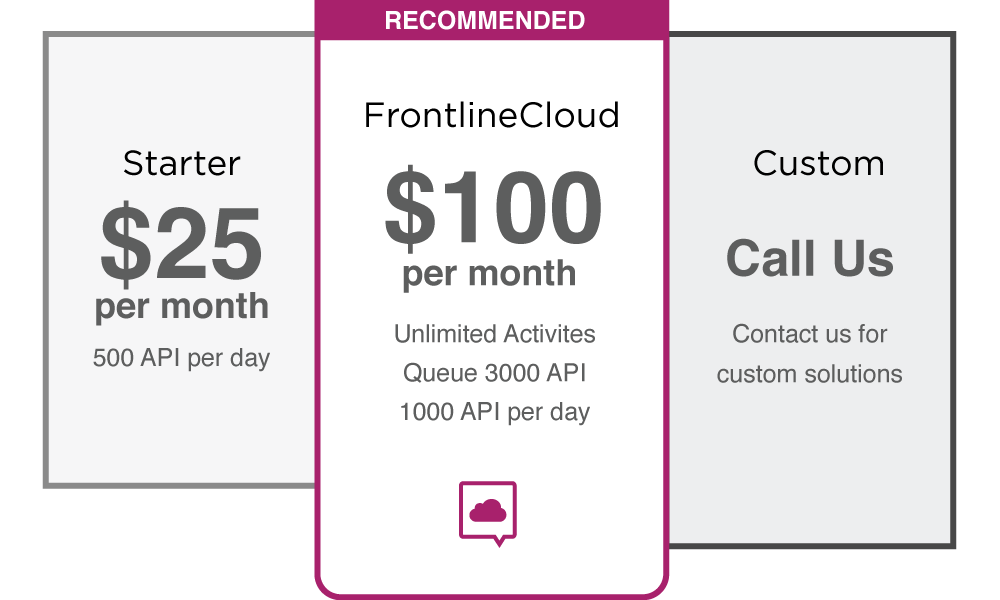 RECOMMENDED
Starter
$25
per month
500 API per day
FrontlineCloud
$100
per month
Unlimited Activites
Queue 3000 API
1000 API per day
Custom
Call Us
Contact us for
custom solutions